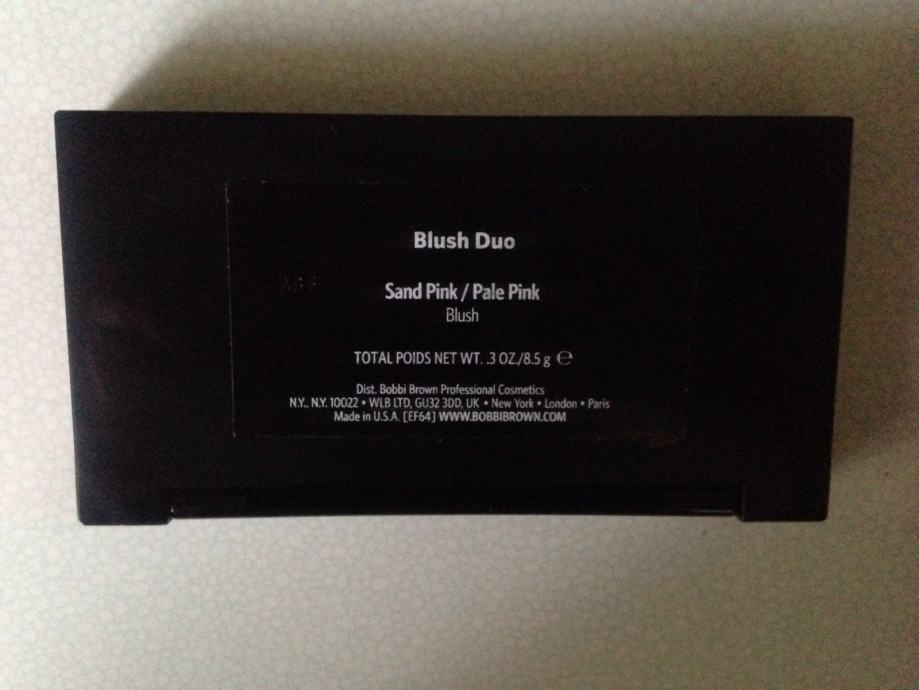 Blush Duo
Sand Pink / Pale Pink
Blush
TOTAL POIDS NET WT. .3 OZ./8.5 g ℮
Dist. Bobbi Brown Professional Cosmetics
N.Y., N.Y. 10022 • WLB LTD, GU32 3DD, UK • New York • London • Paris
Made in U.S.A. [EF64] WWW.BOBBIBROWN.COM